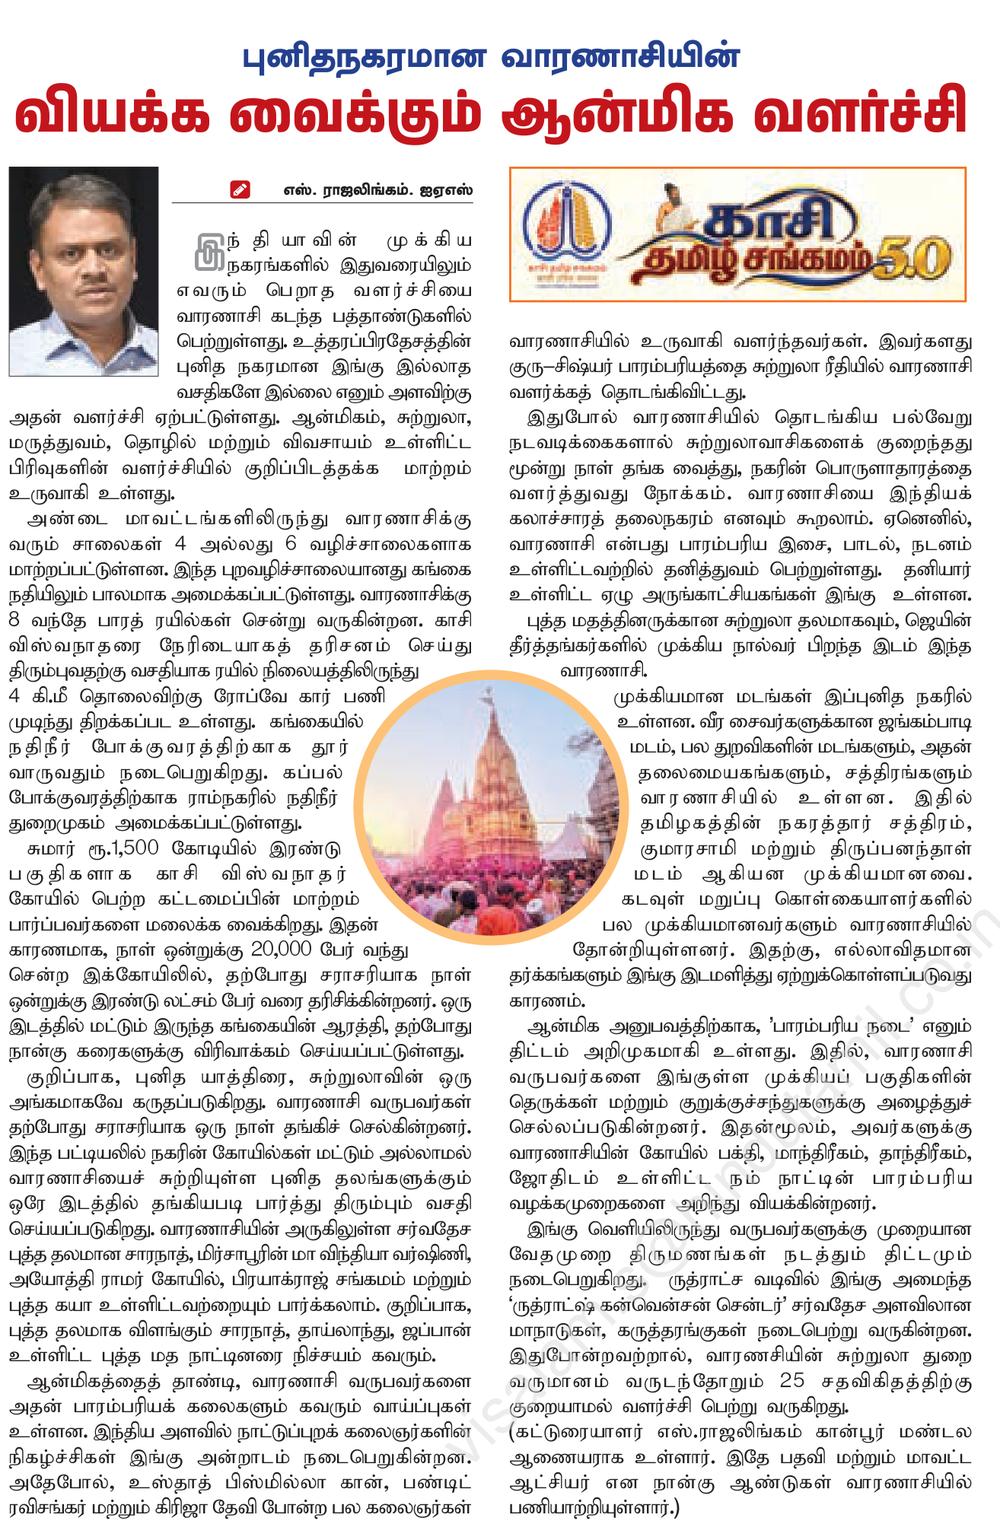 புனிதநகரமான வாரணாசியின்
வியக்க வைக்கும் ஆன்மிக வளர்ச்சி
எஸ். ராஜலிங்கம். ஐஏஎஸ்
இந்தியாவின் முக்கிய
நகரங்களில் இதுவரையிலும்
எவரும் பெறாத வளர்ச்சியை
வாரணாசி கடந்த பத்தாண்டுகளில்
பெற்றுள்ளது. உத்தரப்பிரதேசத்தின்
புனித நகரமான இங்கு இல்லாத
வசதிகளே இல்லை எனும் அளவிற்கு
அதன் வளர்ச்சி ஏற்பட்டுள்ளது. ஆன்மிகம், சுற்றுலா,
மருத்துவம், தொழில் மற்றும் விவசாயம் உள்ளிட்ட
பிரிவுகளின் வளர்ச்சியில் குறிப்பிடத்தக்க மாற்றம்
உருவாகி உள்ளது.
அண்டை மாவட்டங்களிலிருந்து வாரணாசிக்கு
வரும் சாலைகள் 4 அல்லது 6 வழிச்சாலைகளாக
மாற்றப்பட்டுள்ளன. இந்த புறவழிச்சாலையானது கங்கை
நதியிலும் பாலமாக அமைக்கப்பட்டுள்ளது. வாரணாசிக்கு
8 வந்தே பாரத் ரயில்கள் சென்று வருகின்றன. காசி
விஸ்வநாதரை நேரிடையாகத் தரிசனம் செய்து
திரும்புவதற்கு வசதியாக ரயில் நிலையத்திலிருந்து
4 கி.மீ தொலைவிற்கு ரோப்வே கார் பணி
முடிந்து திறக்கப்பட உள்ளது. கங்கையில்
நதிநீர் போக்குவரத்திற்காக தூர்
வாருவதும் நடைபெறுகிறது. கப்பல்
போக்குவரத்திற்காக ராம்நகரில் நதிநீர்
துறைமுகம் அமைக்கப்பட்டுள்ளது.
சுமார் ரூ.1,500 கோடியில் இரண்டு
பகுதிகளாக காசி விஸ்வநாதர்
கோயில் பெற்ற கட்டமைப்பின் மாற்றம்
பார்ப்பவர்களை மலைக்க வைக்கிறது. இதன்
காரணமாக, நாள் ஒன்றுக்கு 20,000 பேர் வந்து
சென்ற இக்கோயிலில், தற்போது சராசரியாக நாள்
ஒன்றுக்கு இரண்டு லட்சம் பேர் வரை தரிசிக்கின்றனர். ஒரு
இடத்தில் மட்டும் இருந்த கங்கையின் ஆரத்தி, தற்போது
நான்கு கரைகளுக்கு விரிவாக்கம் செய்யப்பட்டுள்ளது.
குறிப்பாக, புனித யாத்திரை, சுற்றுலாவின் ஒரு
அங்கமாகவே கருதப்படுகிறது. வாரணாசி வருபவர்கள்
தற்போது சராசரியாக ஒரு நாள் தங்கிச் செல்கின்றனர்.
இந்த பட்டியலில் நகரின் கோயில்கள் மட்டும் அல்லாமல்
வாரணாசியைச் சுற்றியுள்ள புனித தலங்களுக்கும்
ஒரே இடத்தில் தங்கியபடி பார்த்து திரும்பும் வசதி
செய்யப்படுகிறது. வாரணாசியின் அருகிலுள்ள சர்வதேச
புத்த தலமான சாரநாத், மிர்சாபூரின் மா விந்தியா வர்ஷிணி,
அயோத்தி ராமர் கோயில், பிரயாக்ராஜ் சங்கமம் மற்றும்
புத்த கயா உள்ளிட்டவற்றையும் பார்க்கலாம். குறிப்பாக,
புத்த தலமாக விளங்கும் சாரநாத், தாய்லாந்து, ஜப்பான்
உள்ளிட்ட புத்த மத நாட்டினரை நிச்சயம் கவரும்.
ஆன்மிகத்தைத் தாண்டி, வாரணாசி வருபவர்களை
அதன் பாரம்பரியக் கலைகளும் கவரும் வாய்ப்புகள்
உள்ளன. இந்திய அளவில் நாட்டுப்புறக் கலைஞர்களின்
நிகழ்ச்சிகள் இங்கு அன்றாடம் நடைபெறுகின்றன.
அதேபோல், உஸ்தாத் பிஸ்மில்லா கான், பண்டிட்
ரவிசங்கர் மற்றும் கிரிஜா தேவி போன்ற பல கலைஞர்கள்
காசி தமிழ் சங்கமம்
காசி
தமிழ் சங்கமம் 5.0
வாரணாசியில் உருவாகி வளர்ந்தவர்கள். இவர்களது
குரு–சிஷ்யர் பாரம்பரியத்தை சுற்றுலா ரீதியில் வாரணாசி
வளர்க்கத் தொடங்கிவிட்டது.
இதுபோல் வாரணாசியில் தொடங்கிய பல்வேறு
நடவடிக்கைகளால் சுற்றுலாவாசிகளைக் குறைந்தது
மூன்று நாள் தங்க வைத்து, நகரின் பொருளாதாரத்தை
வளர்த்துவது நோக்கம். வாரணாசியை இந்தியக்
கலாச்சாரத் தலைநகரம் எனவும் கூறலாம். ஏனெனில்,
வாரணாசி என்பது பாரம்பரிய இசை, பாடல், நடனம்
உள்ளிட்டவற்றில் தனித்துவம் பெற்றுள்ளது. தனியார்
உள்ளிட்ட ஏழு அருங்காட்சியகங்கள் இங்கு உள்ளன.
புத்த மதத்தினருக்கான சுற்றுலா தலமாகவும், ஜெயின்
தீர்த்தங்கர்களில் முக்கிய நால்வர் பிறந்த இடம் இந்த
வாரணாசி.
முக்கியமான மடங்கள் இப்புனித நகரில்
உள்ளன. வீர சைவர்களுக்கான ஜங்கம்பாடி
மடம், பல துறவிகளின் மடங்களும், அதன்
தலைமையகங்களும், சத்திரங்களும்
வாரணாசியில் உள்ளன. இதில்
தமிழகத்தின் நகரத்தார் சத்திரம்,
குமாரசாமி மற்றும் திருப்பனந்தாள்
மடம் ஆகியன முக்கியமானவை.
கடவுள் மறுப்பு கொள்கையாளர்களில்
பல முக்கியமானவர்களும் வாரணாசியில்
தோன்றியுள்ளனர். இதற்கு, எல்லாவிதமான
தர்க்கங்களும் இங்கு இடமளித்து ஏற்றுக்கொள்ளப்படுவது
காரணம்.
ஆன்மிக அனுபவத்திற்காக, 'பாரம்பரிய நடை' எனும்
திட்டம் அறிமுகமாகி உள்ளது. இதில், வாரணாசி
வருபவர்களை இங்குள்ள முக்கியப் பகுதிகளின்
தெருக்கள் மற்றும் குறுக்குச்சந்துகளுக்கு அழைத்துச்
செல்லப்படுகின்றனர். இதன்மூலம், அவர்களுக்கு
வாரணாசியின் கோயில் பக்தி, மாந்திரீகம், தாந்திரீகம்,
ஜோதிடம் உள்ளிட்ட நம் நாட்டின் பாரம்பரிய
வழக்கமுறைகளை அறிந்து வியக்கின்றனர்.
இங்கு வெளியிலிருந்து வருபவர்களுக்கு முறையான
வேதமுறை திருமணங்கள் நடத்தும் திட்டமும்
நடைபெறுகிறது. ருத்ராட்ச வடிவில் இங்கு அமைந்த
'ருத்ராட்ஷ் கன்வென்சன் சென்டர்' சர்வதேச அளவிலான
மாநாடுகள், கருத்தரங்குகள் நடைபெற்று வருகின்றன.
இதுபோன்றவற்றால், வாரணசியின் சுற்றுலா துறை
வருமானம் வருடந்தோறும் 25 சதவிகிதத்திற்கு
குறையாமல் வளர்ச்சி பெற்று வருகிறது.
(கட்டுரையாளர் எஸ்.ராஜலிங்கம் கான்பூர் மண்டல
ஆணையராக உள்ளார். இதே பதவி மற்றும் மாவட்ட
ஆட்சியர் என நான்கு ஆண்டுகள் வாரணாசியில்
பணியாற்றியுள்ளார்.)